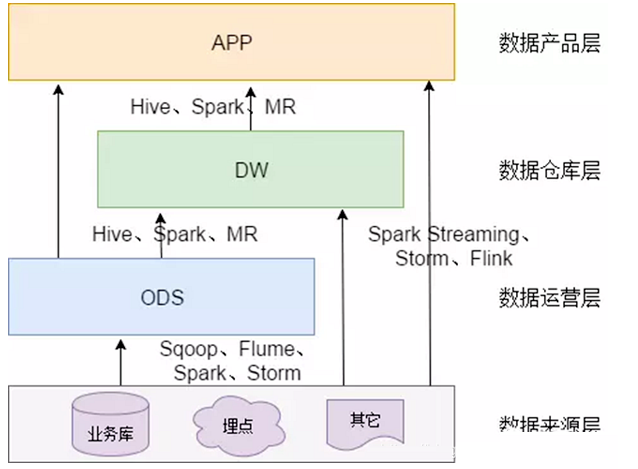 APP
数据产品层
Hive、Spark、MR
DW
数据仓库层
Hive、Spark、MR
Spark Streaming、
Storm、Flink
ODS
数据运营层
Sqoop、Flume、
Spark、Storm
业务库
埋点
其它
数据来源层